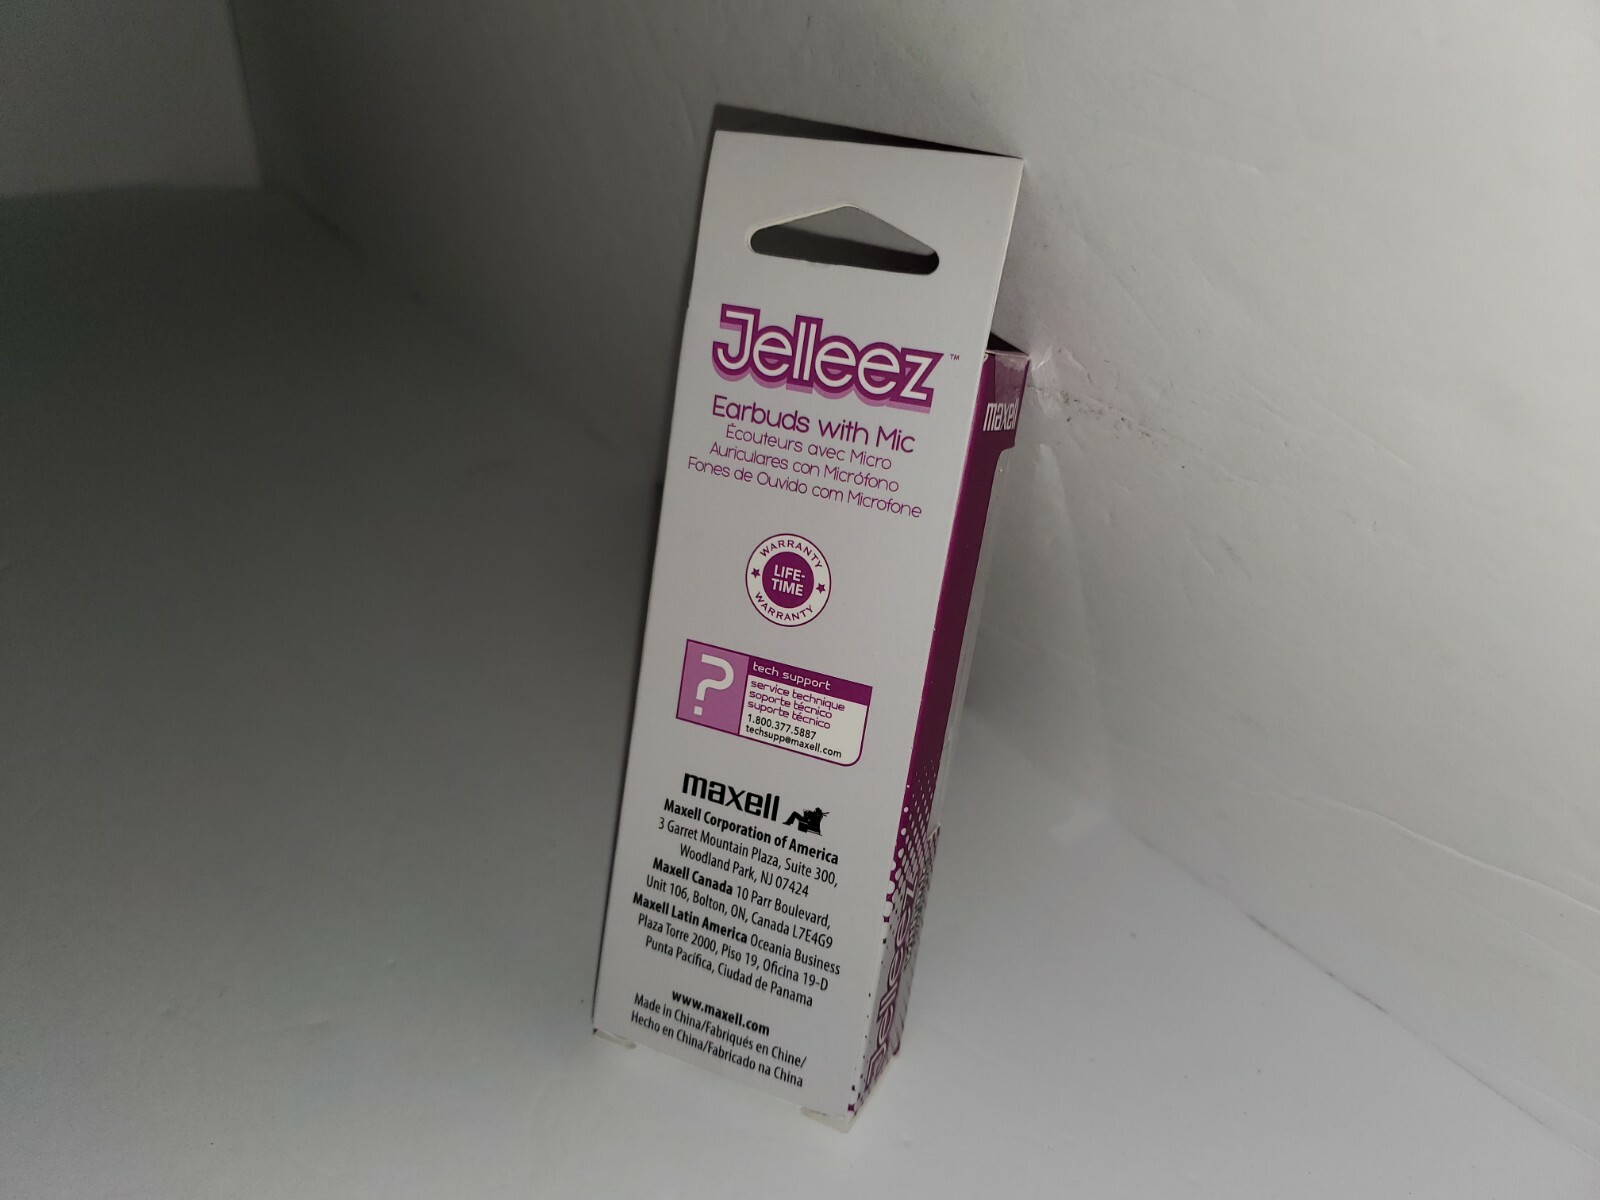 Jelleez™
Earbuds with Mic
Écouteurs avec Micro
Auriculares con Micrófono
Fones de Ouvido com Microfone
WARRANTY
LIFE-
TIME
WARRANTY
?
tech support
service technique
soporte técnico
suporte técnico
1.800.377.5887
techsupp@maxell.com
maxell
Maxell Corporation of America
3 Garret Mountain Plaza, Suite 300,
Woodland Park, NJ 07424
Maxell Canada 10 Parr Boulevard,
Unit 106, Bolton, ON, Canada L7E4G9
Maxell Latin America Oceania Business
Plaza Torre 2000, Piso 19, Oficina 19-D
Punta Pacífica, Ciudad de Panama
www.maxell.com
Made in China/Fabriqués en Chine/
Hecho en China/Fabricado na China
maxell
Jelleez™